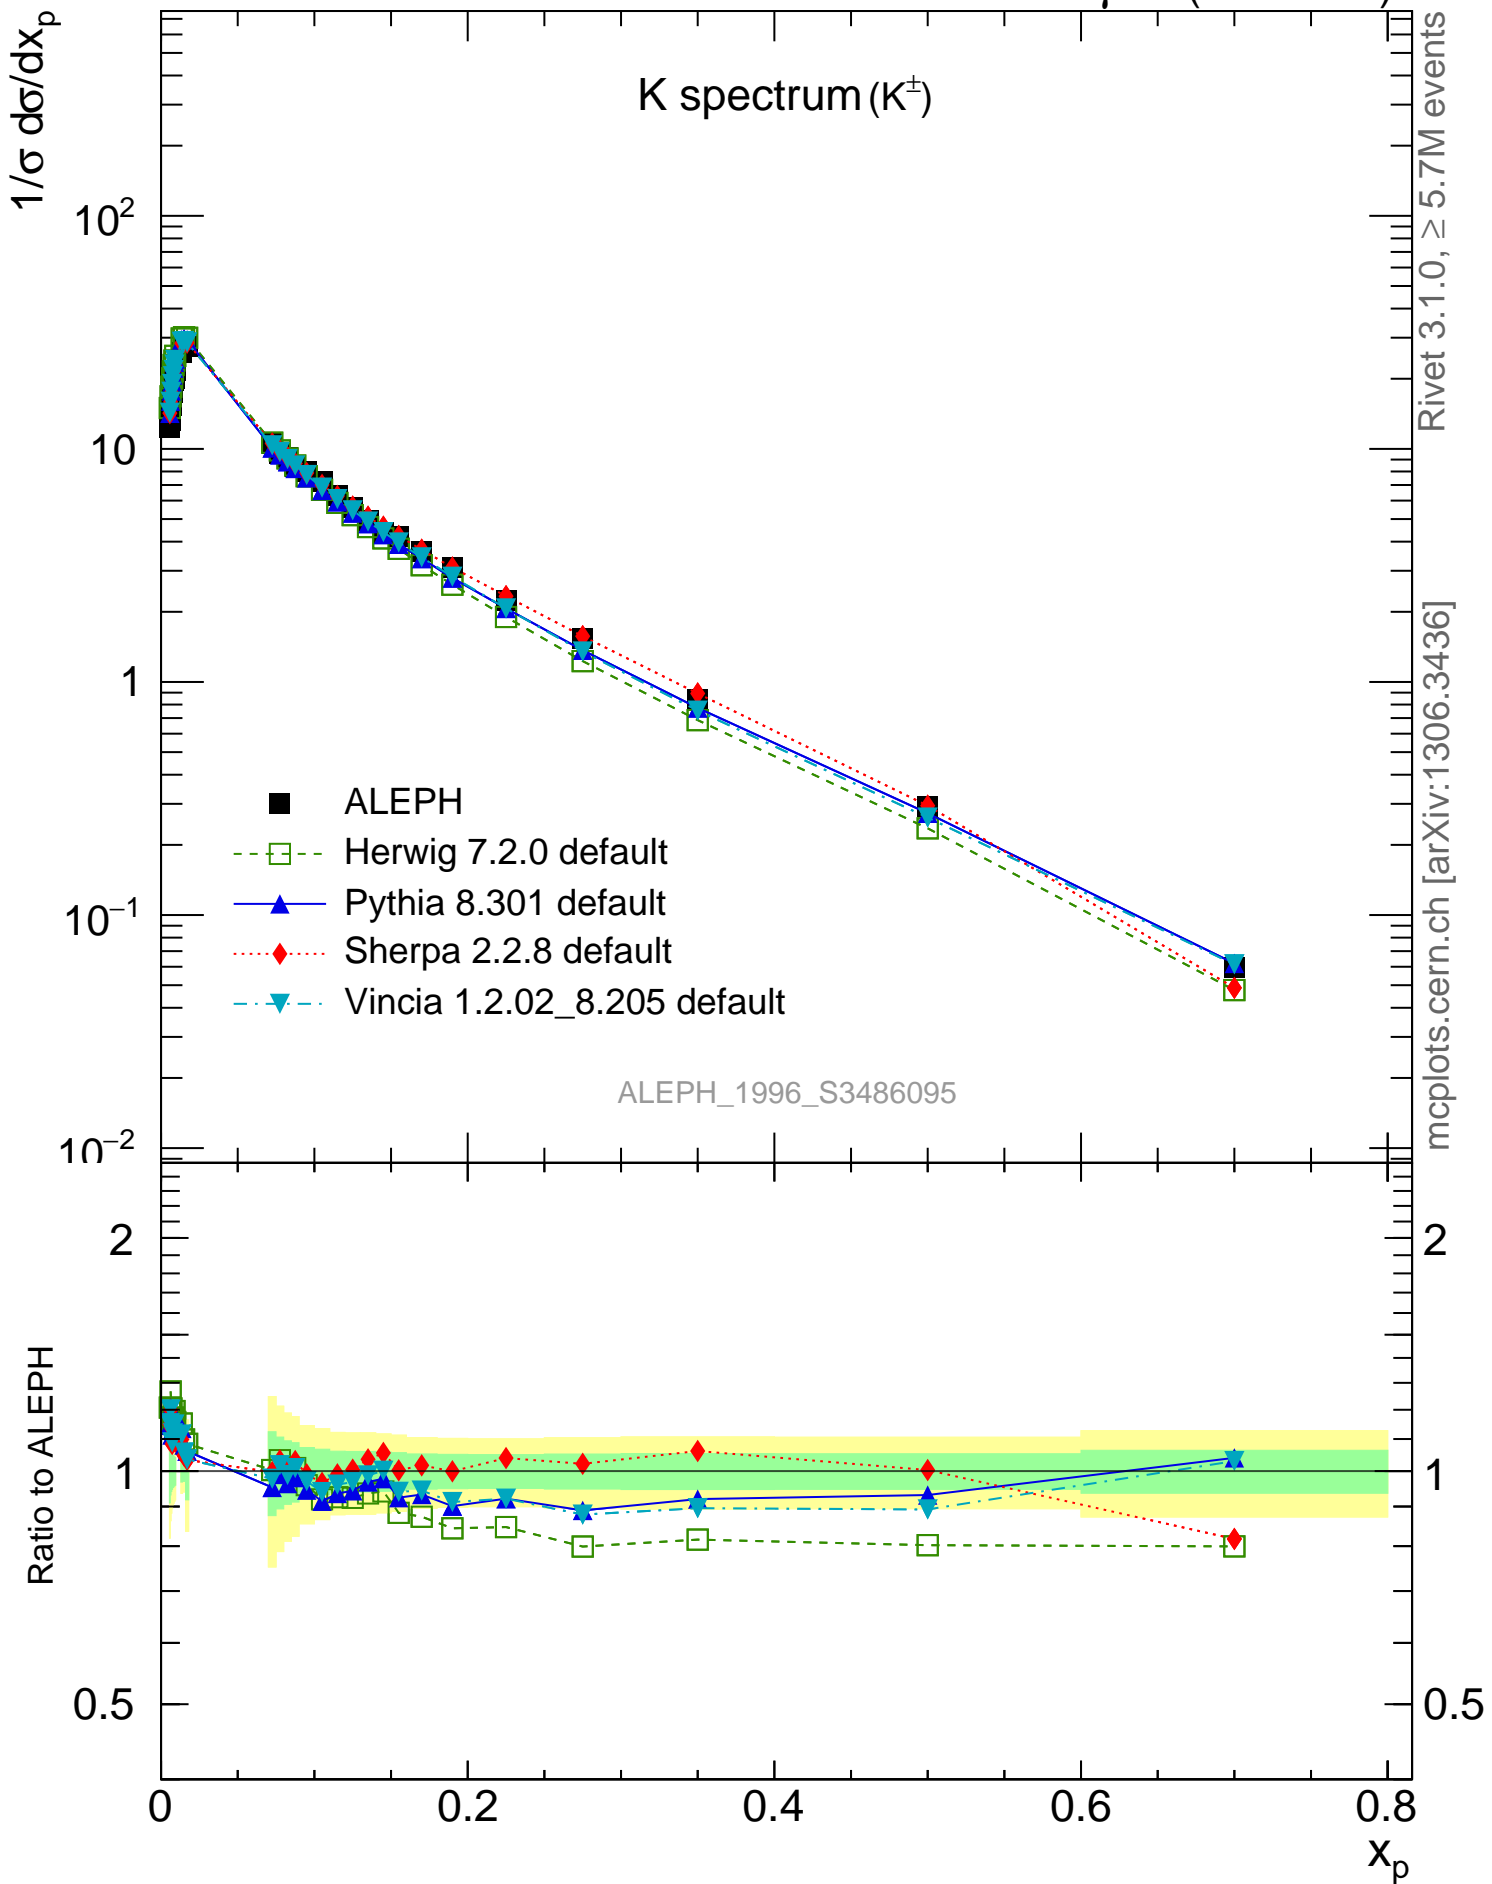 1/σ dσ/dxₚ
K spectrum (K±)
10²
10
1
10⁻¹
10⁻²
ALEPH
Herwig 7.2.0 default
Pythia 8.301 default
Sherpa 2.2.8 default
Vincia 1.2.02_8.205 default
ALEPH_1996_S3486095
Rivet 3.1.0, ≥ 5.7M events
mcplots.cern.ch [arXiv:1306.3436]
Ratio to ALEPH
2
1
0.5
2
1
0.5
0
0.2
0.4
0.6
0.8
xₚ